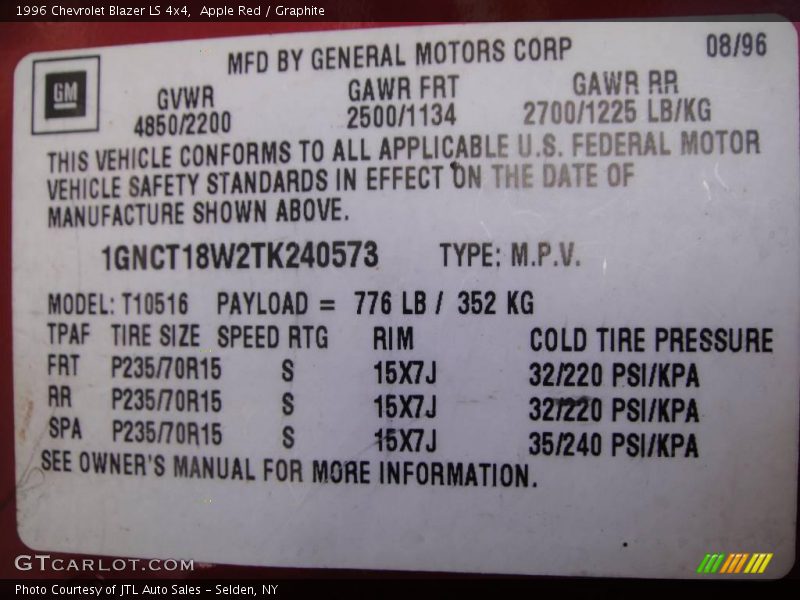 1996 Chevrolet Blazer LS 4x4,  Apple Red / Graphite
MFD BY GENERAL MOTORS CORP 08/96
GM
GVWR GAWR FRT GAWR RR
4850/2200 2500/1134 2700/1225 LB/KG
THIS VEHICLE CONFORMS TO ALL APPLICABLE U.S. FEDERAL MOTOR
VEHICLE SAFETY STANDARDS IN EFFECT ON THE DATE OF
MANUFACTURE SHOWN ABOVE.
1GNCT18W2TK240573 TYPE: M.P.V.
MODEL: T10516 PAYLOAD = 776 LB / 352 KG
TPAF TIRE SIZE SPEED RTG RIM COLD TIRE PRESSURE
FRT P235/70R15 S 15X7J 32/220 PSI/KPA
RR P235/70R15 S 15X7J 32/220 PSI/KPA
SPA P235/70R15 S 15X7J 35/240 PSI/KPA
SEE OWNER'S MANUAL FOR MORE INFORMATION.
GTCARLOT.COM
Photo Courtesy of JTL Auto Sales - Selden, NY